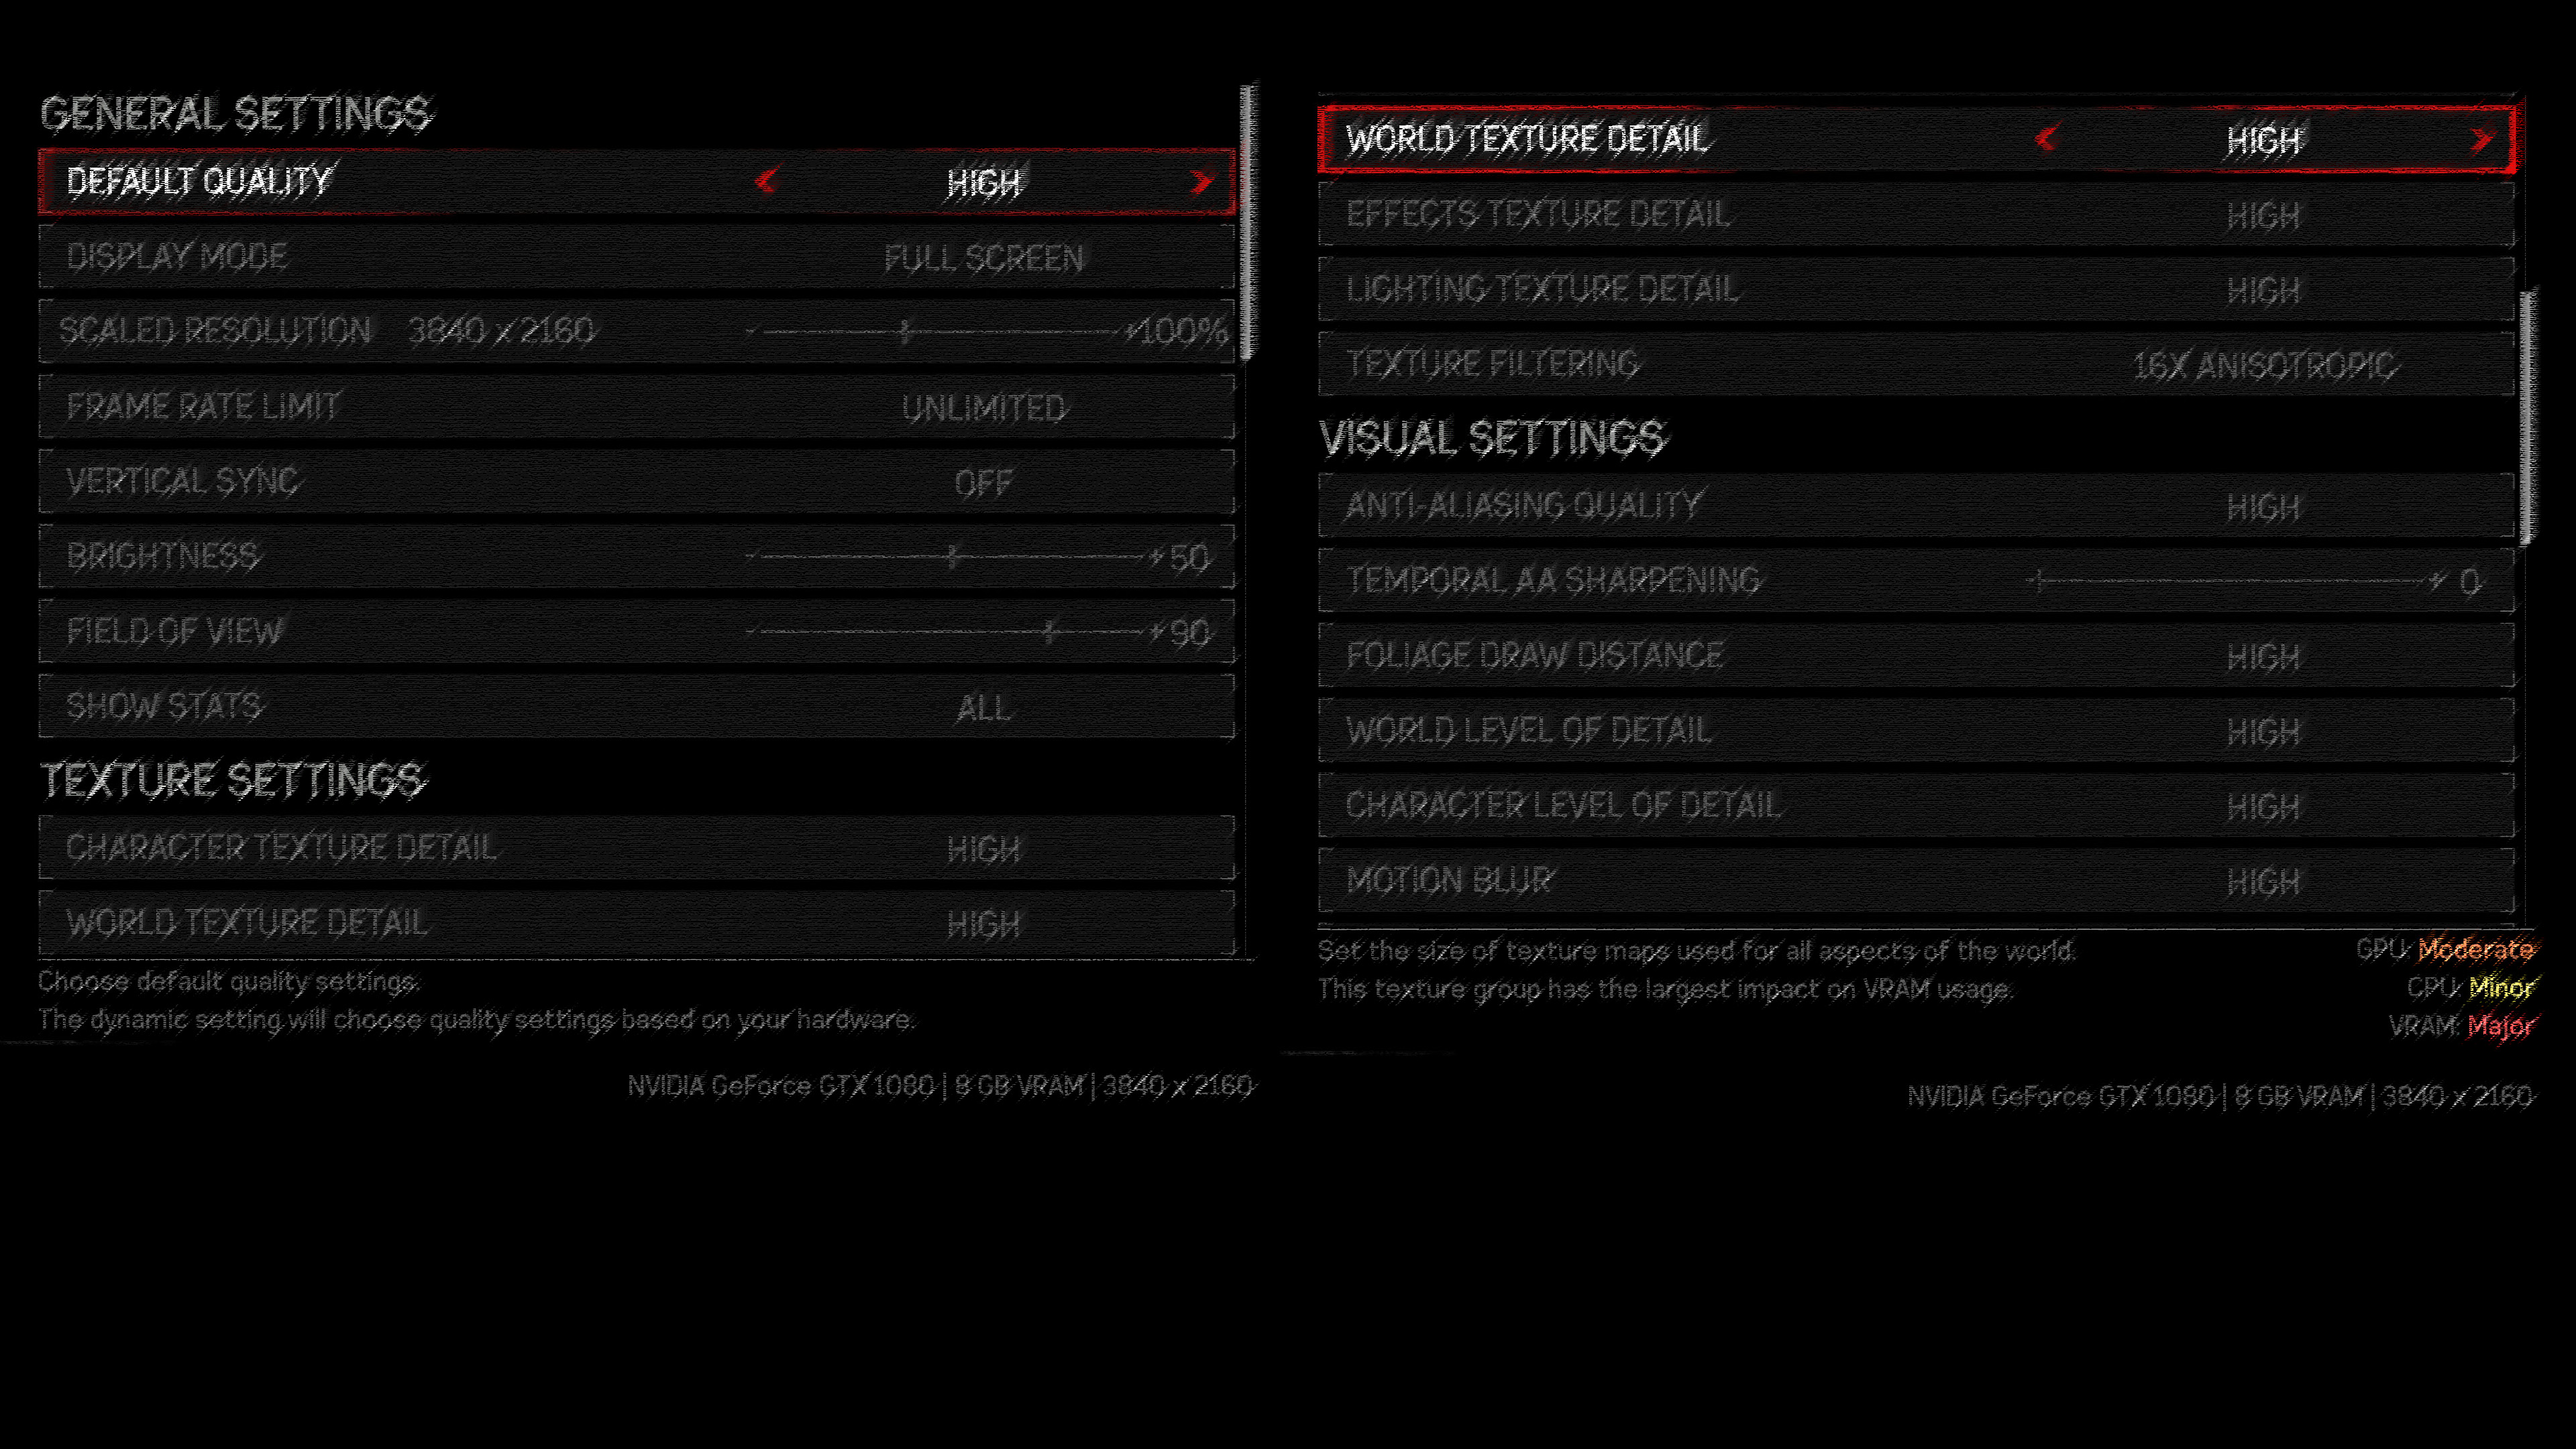 GENERAL SETTINGS
DEFAULT QUALITY HIGH
DISPLAY MODE FULL SCREEN
SCALED RESOLUTION 3840 x 2160 100%
FRAME RATE LIMIT UNLIMITED
VERTICAL SYNC OFF
BRIGHTNESS 50
FIELD OF VIEW 90
SHOW STATS ALL
TEXTURE SETTINGS
CHARACTER TEXTURE DETAIL HIGH
WORLD TEXTURE DETAIL HIGH
Choose default quality settings.
The dynamic setting will choose quality settings based on your hardware.
NVIDIA GeForce GTX 1080 | 8 GB VRAM | 3840 x 2160
WORLD TEXTURE DETAIL HIGH
EFFECTS TEXTURE DETAIL HIGH
LIGHTING TEXTURE DETAIL HIGH
TEXTURE FILTERING 16X ANISOTROPIC
VISUAL SETTINGS
ANTI-ALIASING QUALITY HIGH
TEMPORAL AA SHARPENING 0
FOLIAGE DRAW DISTANCE HIGH
WORLD LEVEL OF DETAIL HIGH
CHARACTER LEVEL OF DETAIL HIGH
MOTION BLUR HIGH
Set the size of texture maps used for all aspects of the world. GPU: Moderate
This texture group has the largest impact on VRAM usage. CPU: Minor
VRAM: Major
NVIDIA GeForce GTX 1080 | 8 GB VRAM | 3840 x 2160